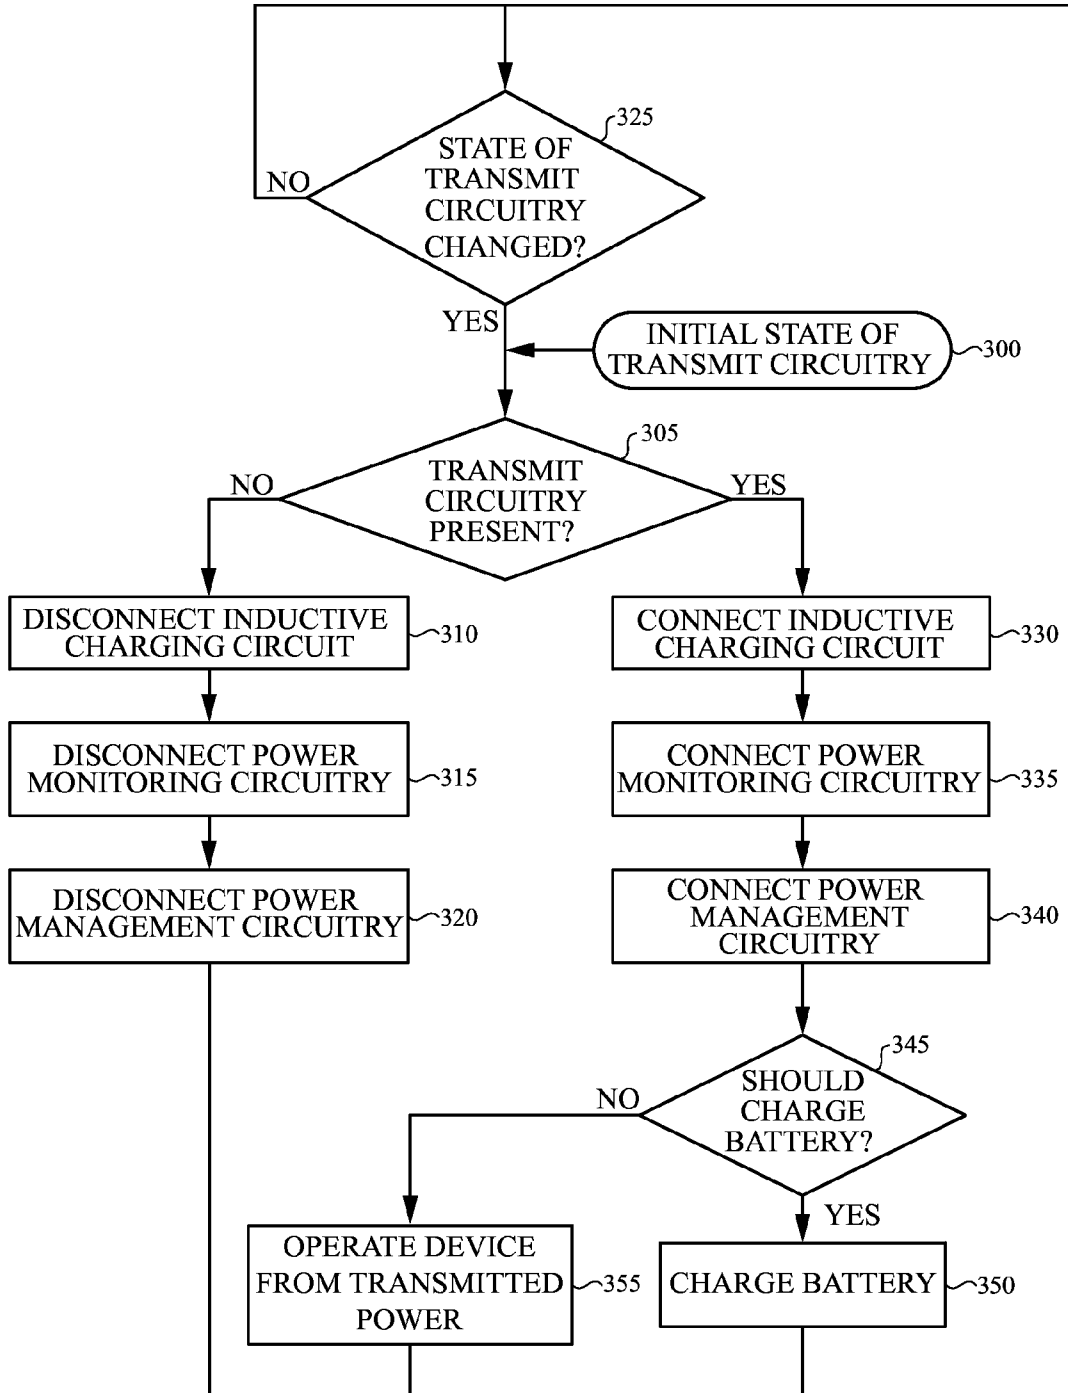 325
STATE OF
TRANSMIT
CIRCUITRY
CHANGED?
NO
YES
INITIAL STATE OF
TRANSMIT CIRCUITRY
300
305
TRANSMIT
CIRCUITRY
PRESENT?
NO
YES
DISCONNECT INDUCTIVE
CHARGING CIRCUIT
310
CONNECT INDUCTIVE
CHARGING CIRCUIT
330
DISCONNECT POWER
MONITORING CIRCUITRY
315
CONNECT POWER
MONITORING CIRCUITRY
335
DISCONNECT POWER
MANAGEMENT CIRCUITRY
320
CONNECT POWER
MANAGEMENT
CIRCUITRY
340
345
SHOULD
CHARGE
BATTERY?
NO
YES
OPERATE DEVICE
FROM TRANSMITTED
POWER
355
CHARGE BATTERY
350